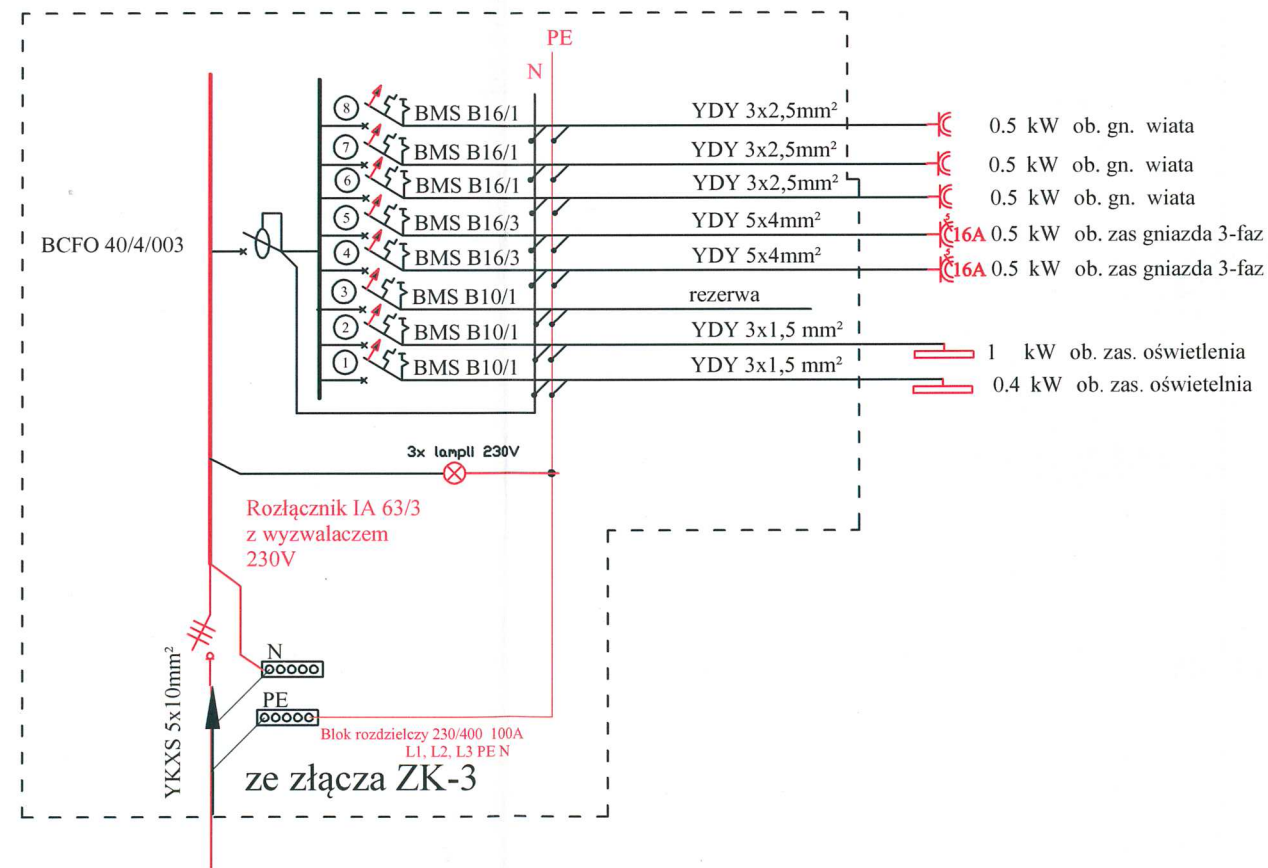 PE
N
8 BMS B16/1 YDY 3x2,5mm² 0.5 kW ob. gn. wiata
7 BMS B16/1 YDY 3x2,5mm² 0.5 kW ob. gn. wiata
6 BMS B16/1 YDY 3x2,5mm² 0.5 kW ob. gn. wiata
5 BMS B16/3 YDY 5x4mm² 16A 0.5 kW ob. zas gniazda 3-faz
BCFO 40/4/003
4 BMS B16/3 YDY 5x4mm² 16A 0.5 kW ob. zas gniazda 3-faz
3 BMS B10/1 rezerwa
2 BMS B10/1 YDY 3x1,5 mm² 1 kW ob. zas. oświetlenia
1 BMS B10/1 YDY 3x1,5 mm² 0.4 kW ob. zas. oświetelnia
3x lampli 230V
Rozłącznik IA 63/3
z wyzwalaczem
230V
N
PE
YKXS 5x10mm²
Blok rozdzielczy 230/400 100A
L1, L2, L3 PE N
ze złącza ZK-3